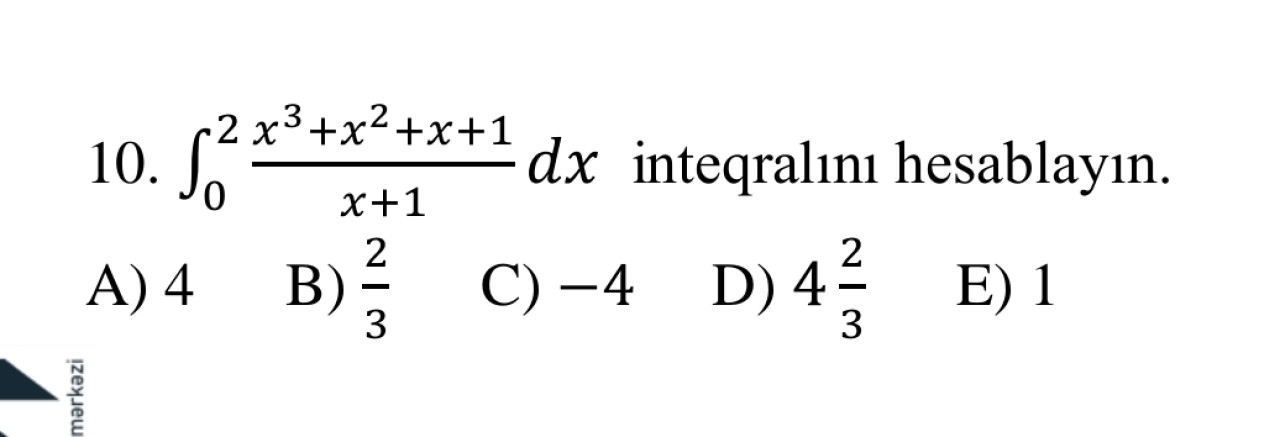 10. ∫₀² (x³+x²+x+1)/(x+1) dx inteqralını hesablayın.
A) 4 B) 2/3 C) −4 D) 4 2/3 E) 1
mərkəzi